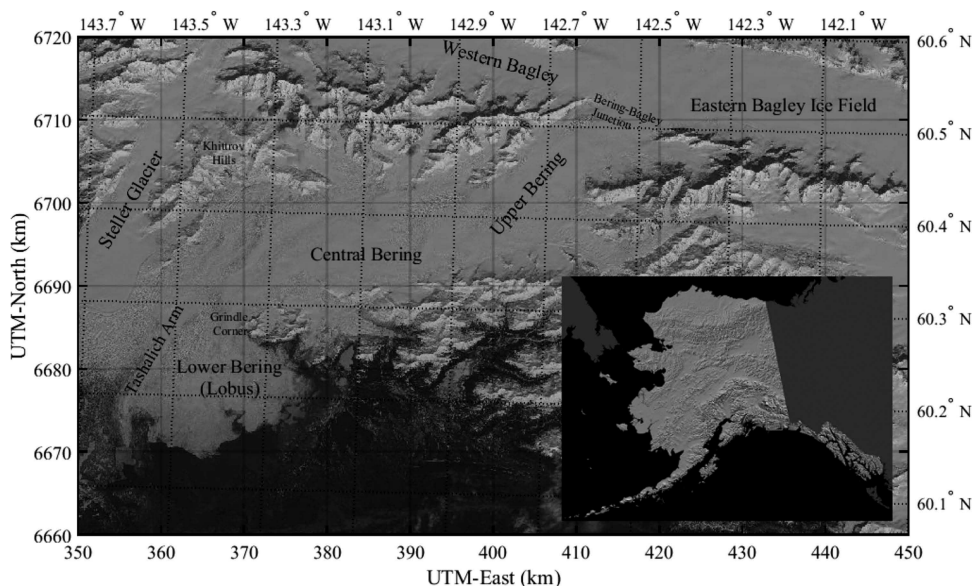 143.7° W 143.5° W 143.3° W 143.1° W 142.9° W 142.7° W 142.5° W 142.3° W 142.1° W
6720
6710
6700
6690
6680
6670
6660
UTM-North (km)
Western Bagley
Bering-Bagley
Junction
Eastern Bagley Ice Field
Khittrov
Hills
Steller Glacier
Upper Bering
Central Bering
Grindle
Corner
Tashalich Arm
Lower Bering
(Lobus)
60.6° N
60.5° N
60.4° N
60.3° N
60.2° N
60.1° N
350 360 370 380 390 400 410 420 430 440 450
UTM-East (km)